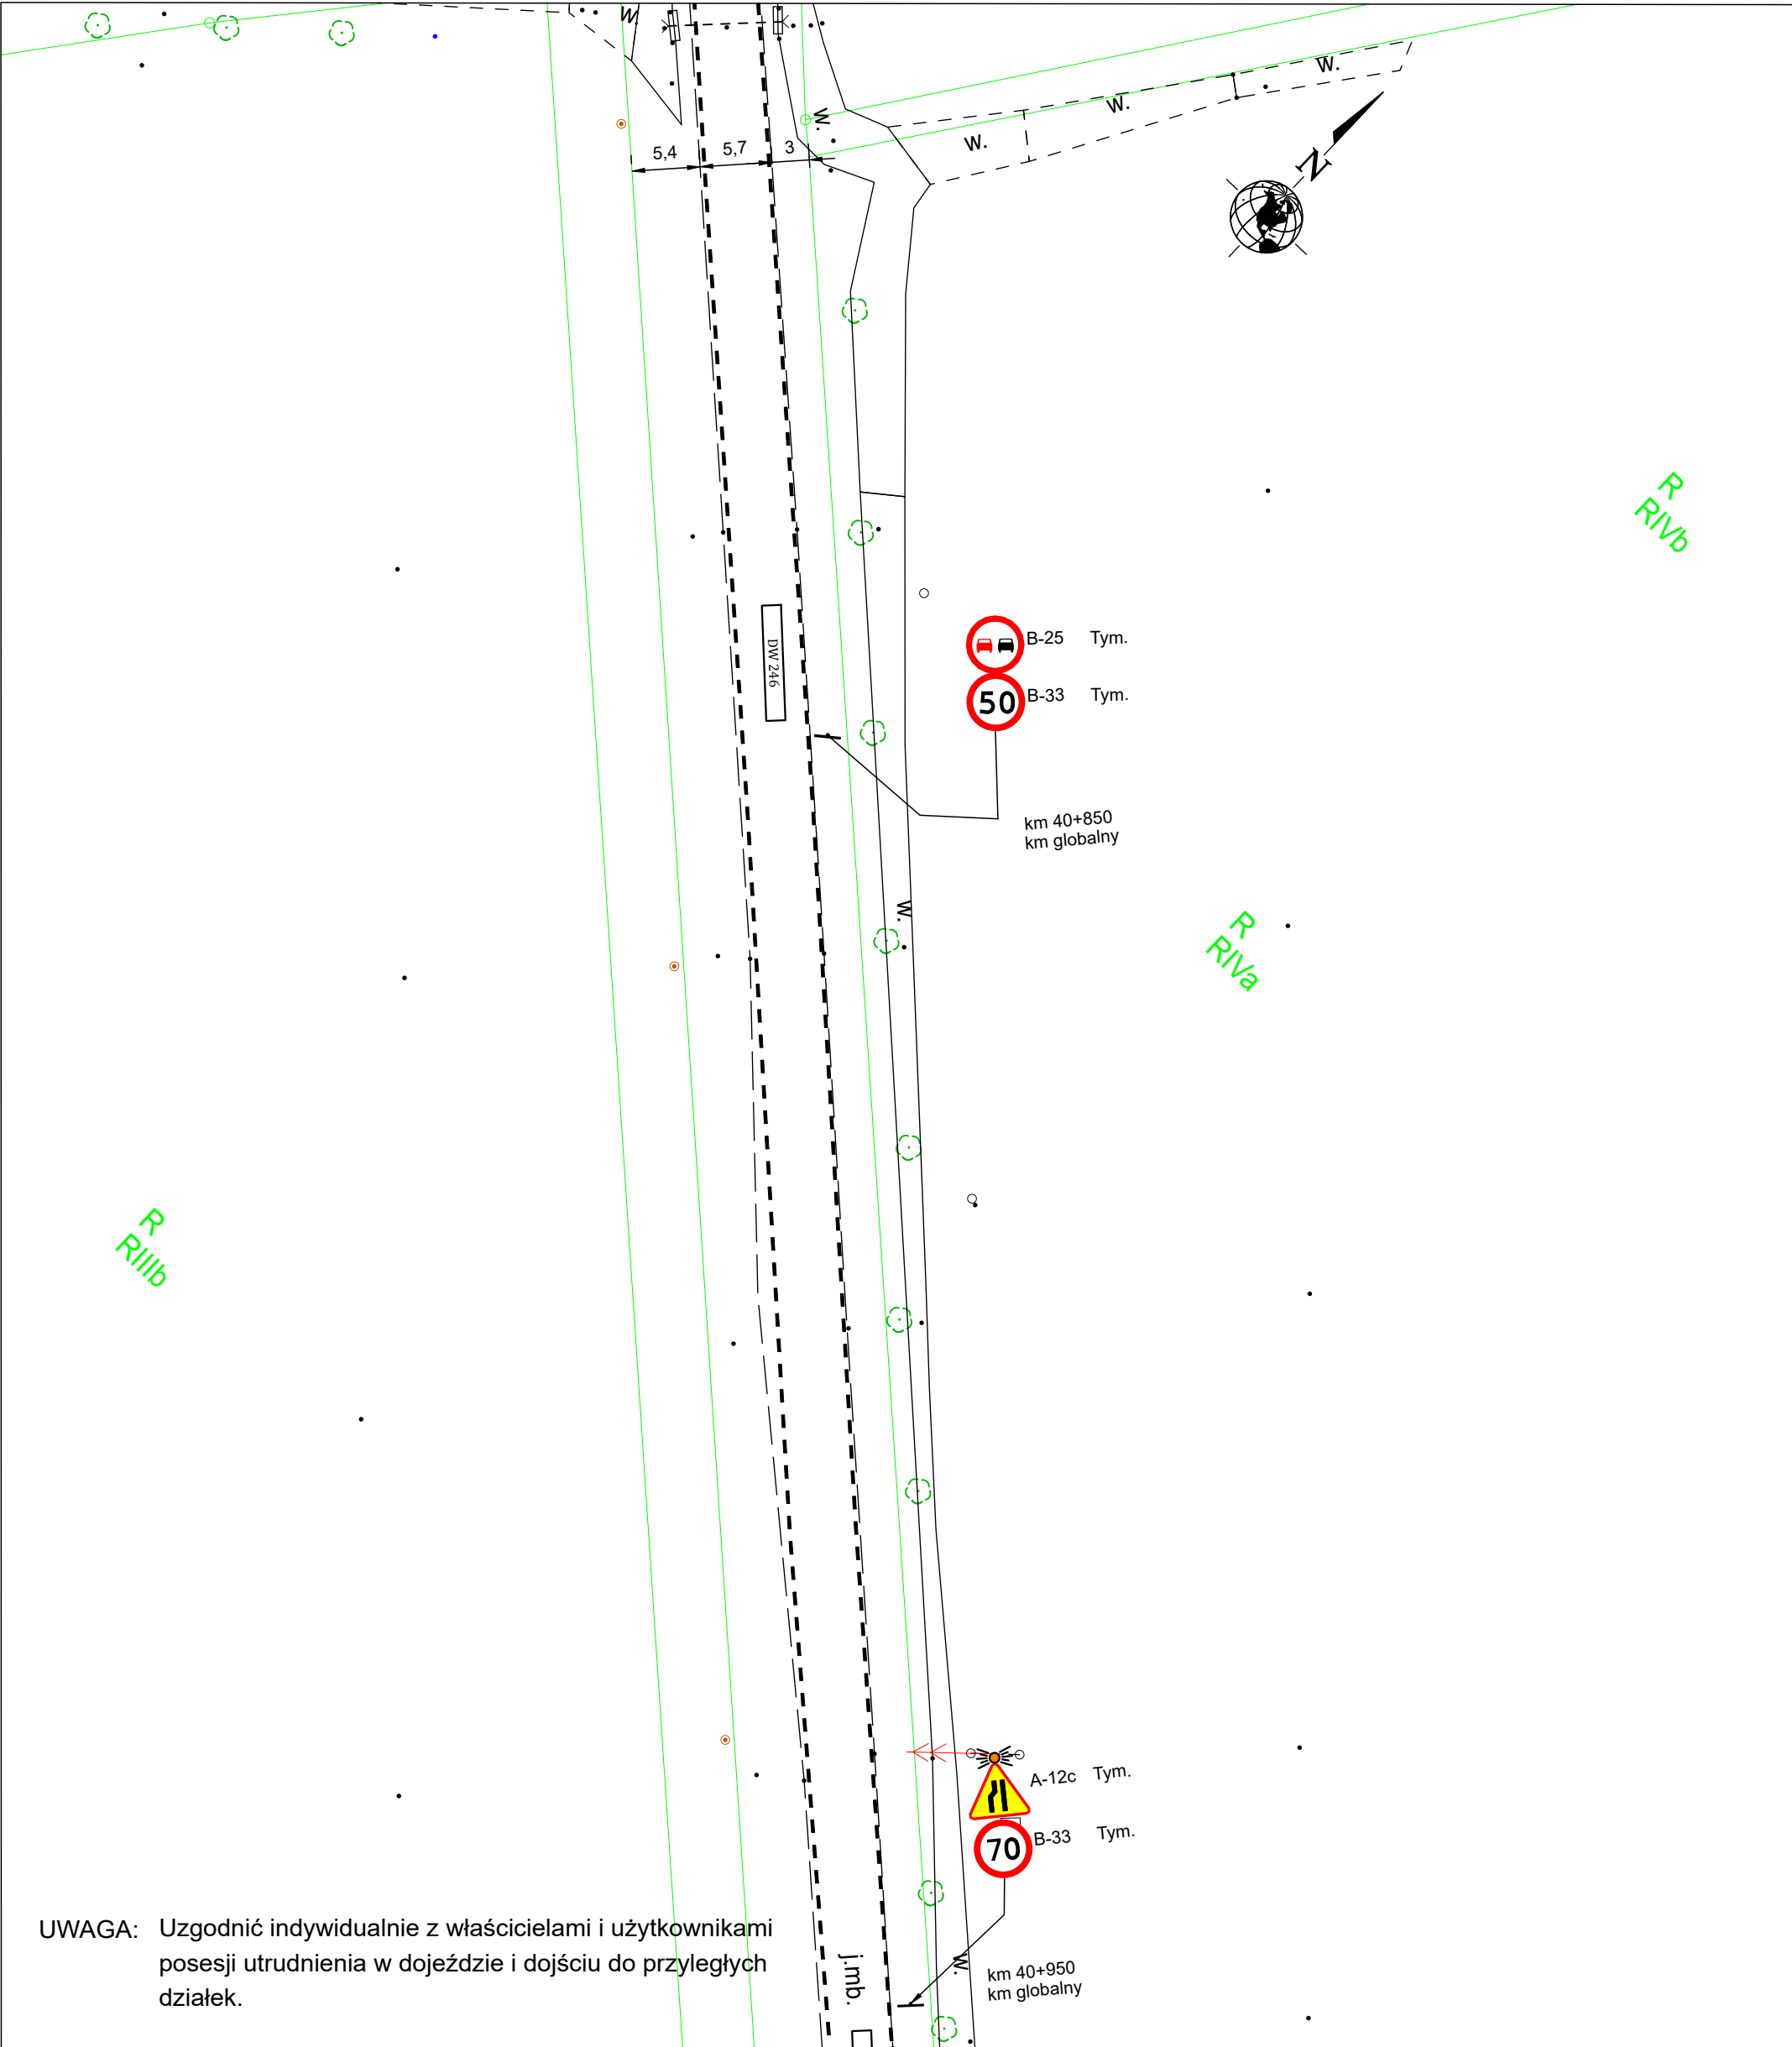 W.
W.
W.
W.
W.
5,4
5,7
3
N
R
RIVb
B-25 Tym.
50
B-33 Tym.
DW 246
km 40+850
km globalny
W.
R
RIVa
R
RIIIb
A-12c Tym.
70
B-33 Tym.
UWAGA: Uzgodnić indywidualnie z właścicielami i użytkownikami
posesji utrudnienia w dojeździe i dojściu do przyległych
działek.
j.mb.
W.
km 40+950
km globalny